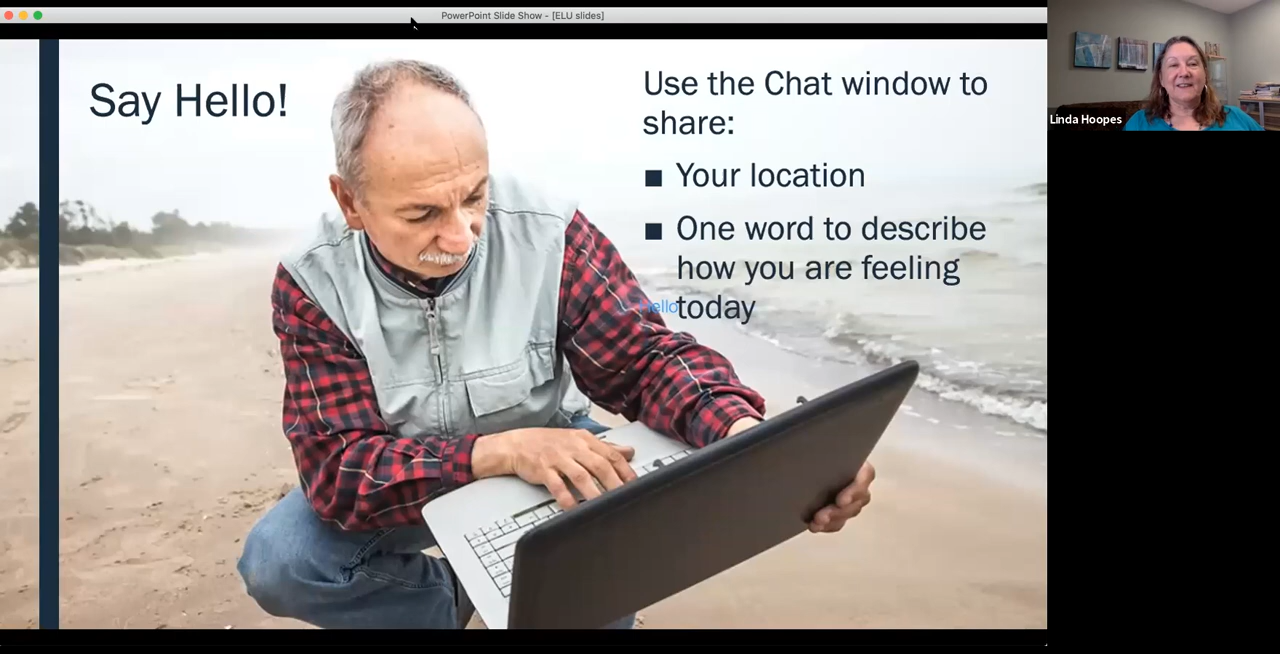 PowerPoint Slide Show - [ELU slides]
Say Hello!
Use the Chat window to
share:
■ Your location
■ One word to describe
how you are feeling
today
Hello
Linda Hoopes